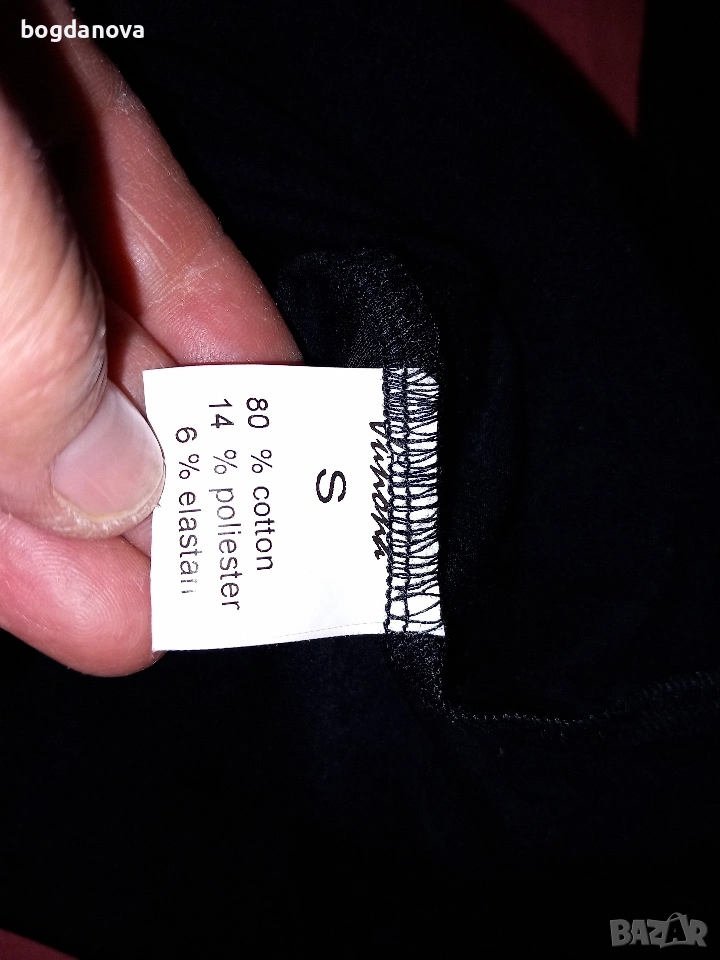 bogdanova
S
80 % cotton
14 % poliester
6 % elastan
BAZAR